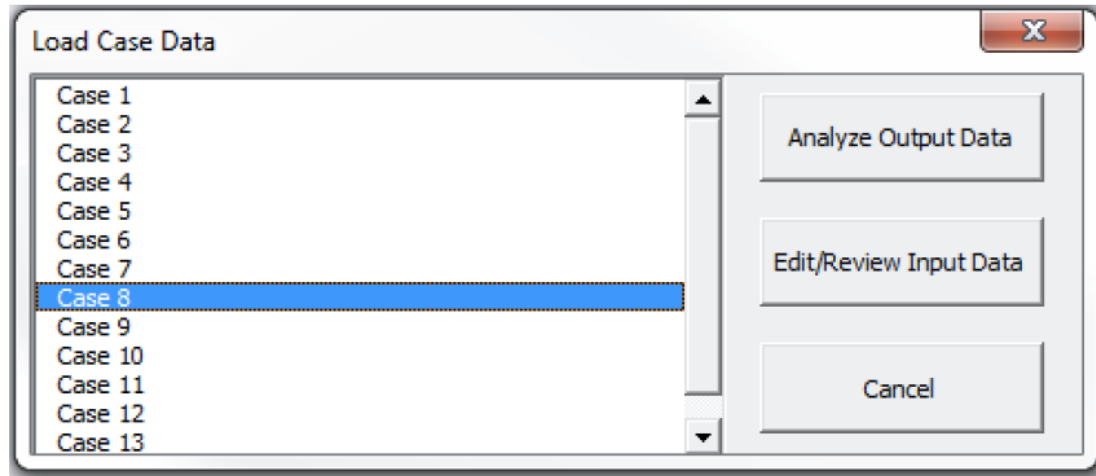 Load Case Data
Case 1
Case 2
Case 3
Case 4
Case 5
Case 6
Case 7
Case 8
Case 9
Case 10
Case 11
Case 12
Case 13
Analyze Output Data
Edit/Review Input Data
Cancel